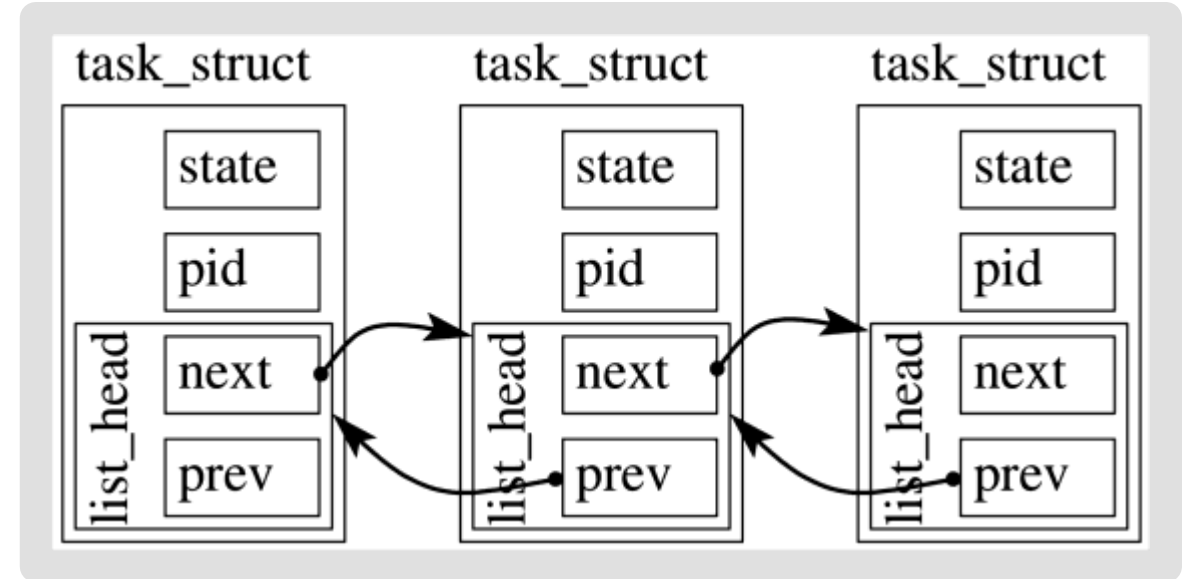 task_struct task_struct task_struct
state state state
pid pid pid
list_head next list_head next list_head next
prev prev prev